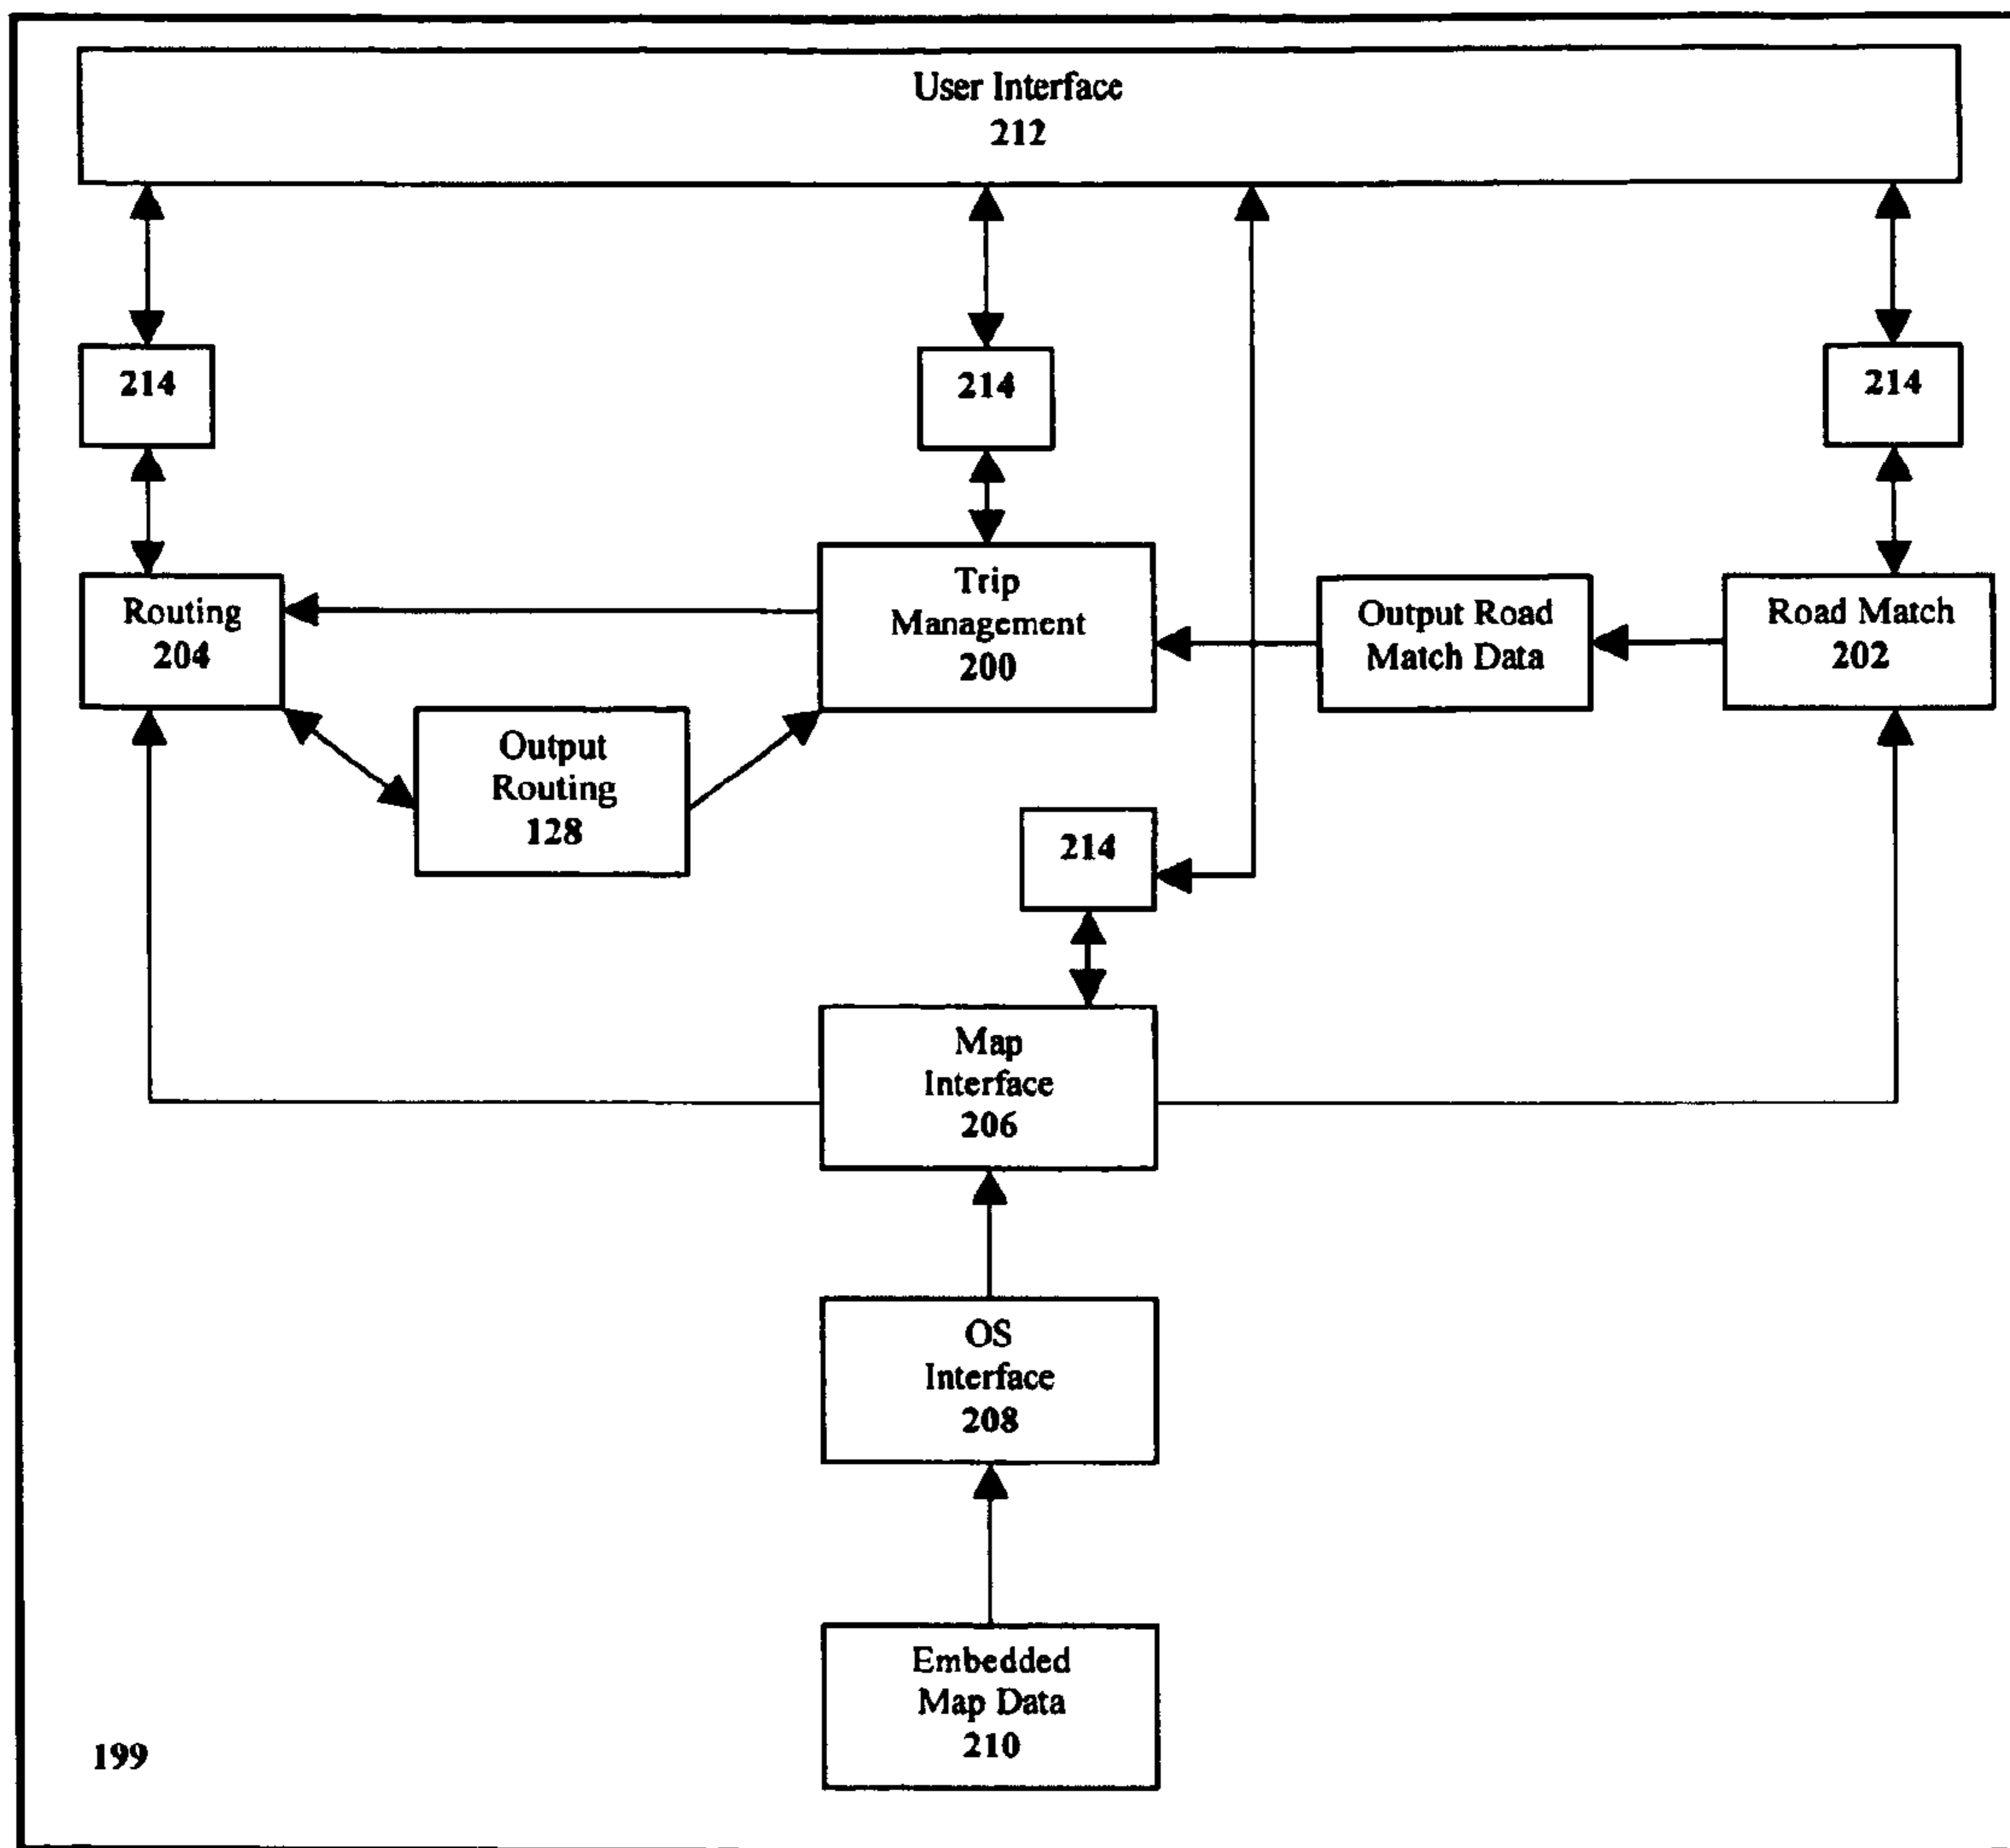 User Interface
212
214
214
214
Routing
204
Trip
Management
200
Output Road
Match Data
Road Match
202
Output
Routing
128
214
Map
Interface
206
OS
Interface
208
Embedded
Map Data
210
199